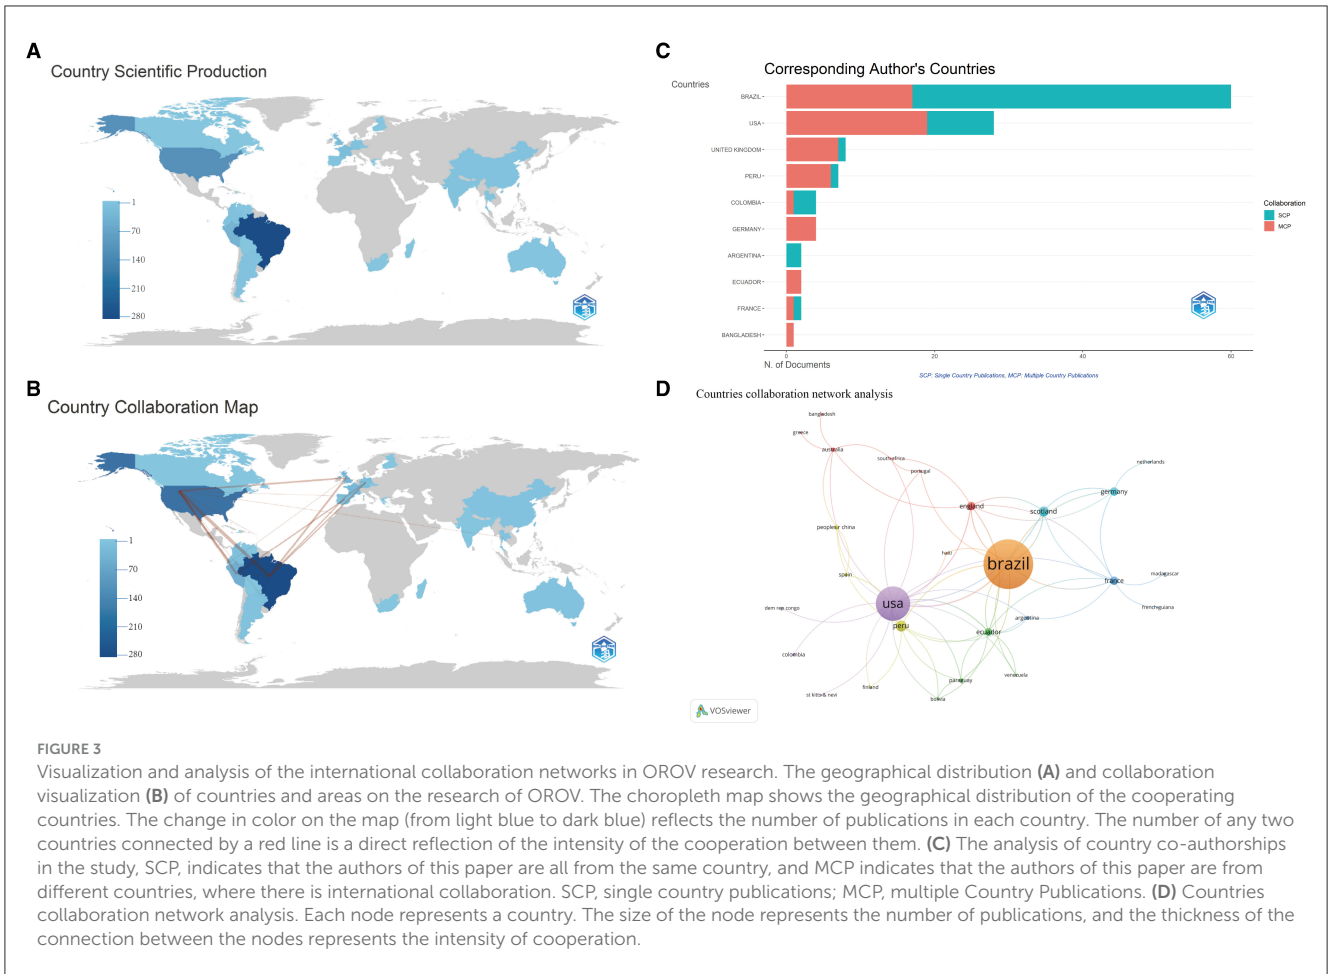 A
Country Scientific Production
1
70
140
210
280
B
Country Collaboration Map
1
70
140
210
280
C
Corresponding Author's Countries
Countries
BRAZIL
USA
UNITED KINGDOM
PERU
COLOMBIA
GERMANY
ARGENTINA
ECUADOR
FRANCE
BANGLADESH
0
20
40
60
N. of Documents
SCP: Single Country Publications, MCP: Multiple Country Publications
Collaboration
SCP
MCP
D
Countries collaboration network analysis
bangladesh
greece
australia
south africa
portugal
netherlands
germany
england
scotland
peoples r china
haiti
brazil
spain
france
madagascar
usa
dem rep congo
french guiana
argentina
peru
ecuador
colombia
venezuela
paraguay
finland
st kitts & nevi
bolivia
VOSviewer
FIGURE 3
Visualization and analysis of the international collaboration networks in OROV research. The geographical distribution (A) and collaboration
visualization (B) of countries and areas on the research of OROV. The choropleth map shows the geographical distribution of the cooperating
countries. The change in color on the map (from light blue to dark blue) reflects the number of publications in each country. The number of any two
countries connected by a red line is a direct reflection of the intensity of the cooperation between them. (C) The analysis of country co-authorships
in the study, SCP, indicates that the authors of this paper are all from the same country, and MCP indicates that the authors of this paper are from
different countries, where there is international collaboration. SCP, single country publications; MCP, multiple Country Publications. (D) Countries
collaboration network analysis. Each node represents a country. The size of the node represents the number of publications, and the thickness of the
connection between the nodes represents the intensity of cooperation.